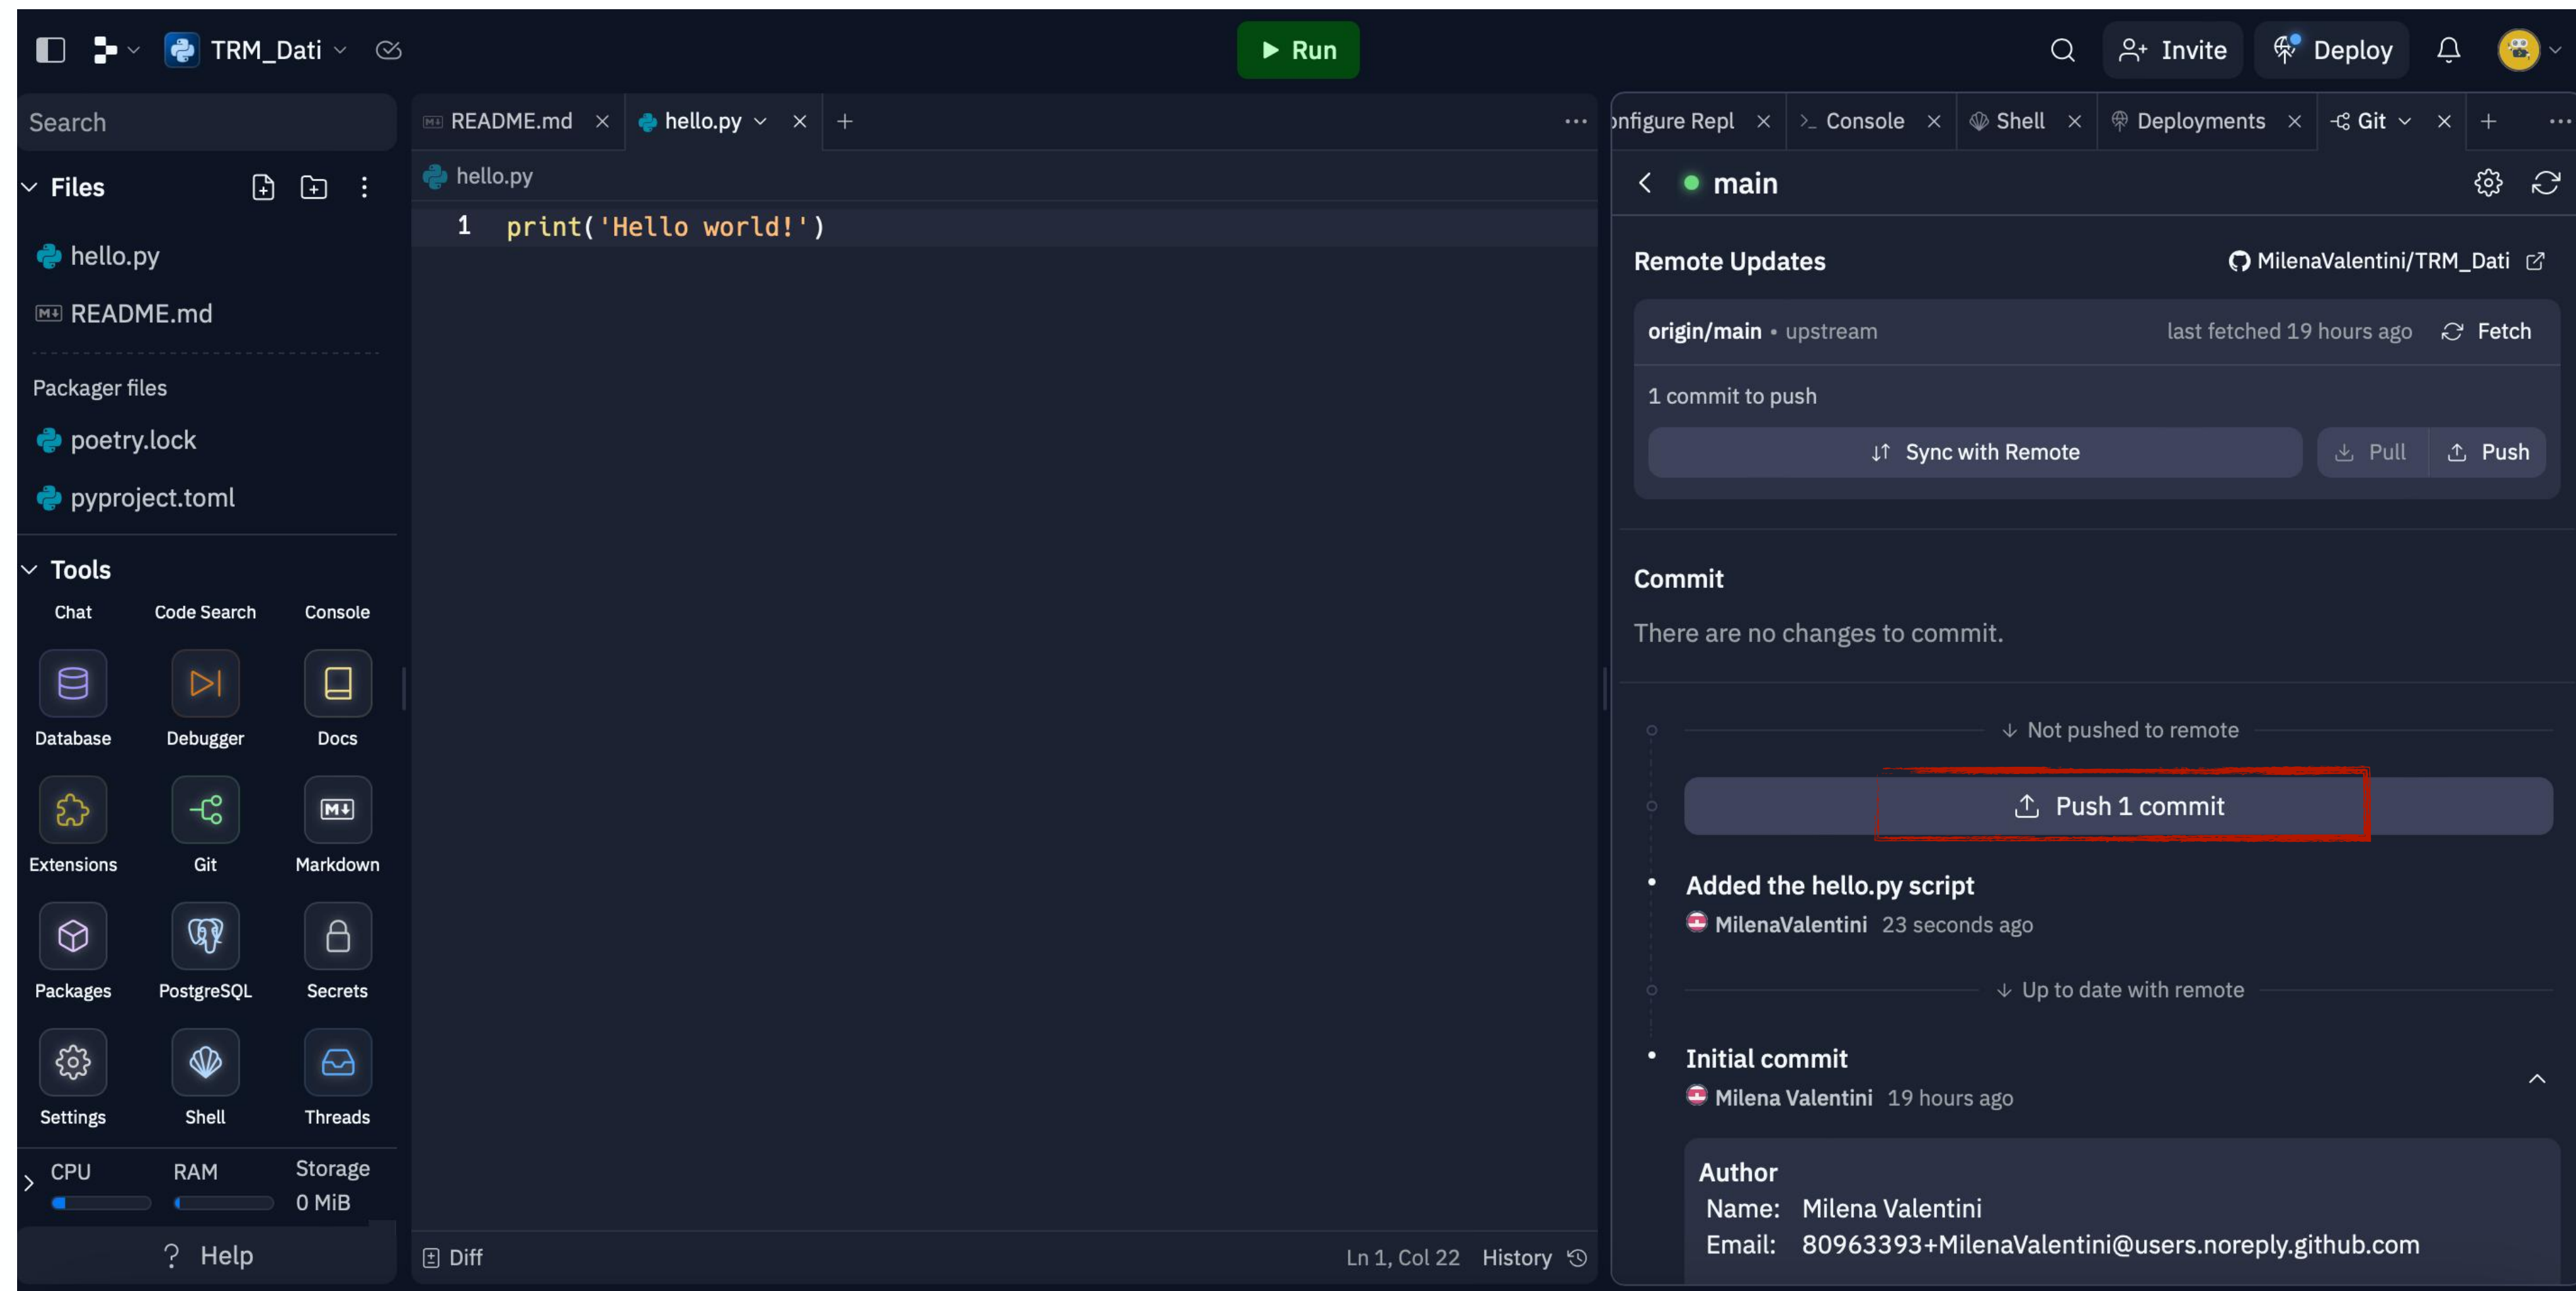 TRM_Dati
Run
Invite
Deploy
Search
Files
hello.py
README.md
Packager files
poetry.lock
pyproject.toml
Tools
Chat Code Search Console
Database Debugger Docs
Extensions Git Markdown
Packages PostgreSQL Secrets
Settings Shell Threads
CPU RAM Storage
0 MiB
? Help
README.md hello.py
hello.py
1 print('Hello world!')
Diff Ln 1, Col 22 History
onfigure Repl Console Shell Deployments Git
main
Remote Updates MilenaValentini/TRM_Dati
origin/main • upstream last fetched 19 hours ago Fetch
1 commit to push
Sync with Remote Pull Push
Commit
There are no changes to commit.
↓ Not pushed to remote
Push 1 commit
Added the hello.py script
MilenaValentini 23 seconds ago
↓ Up to date with remote
Initial commit
Milena Valentini 19 hours ago
Author
Name: Milena Valentini
Email: 80963393+MilenaValentini@users.noreply.github.com